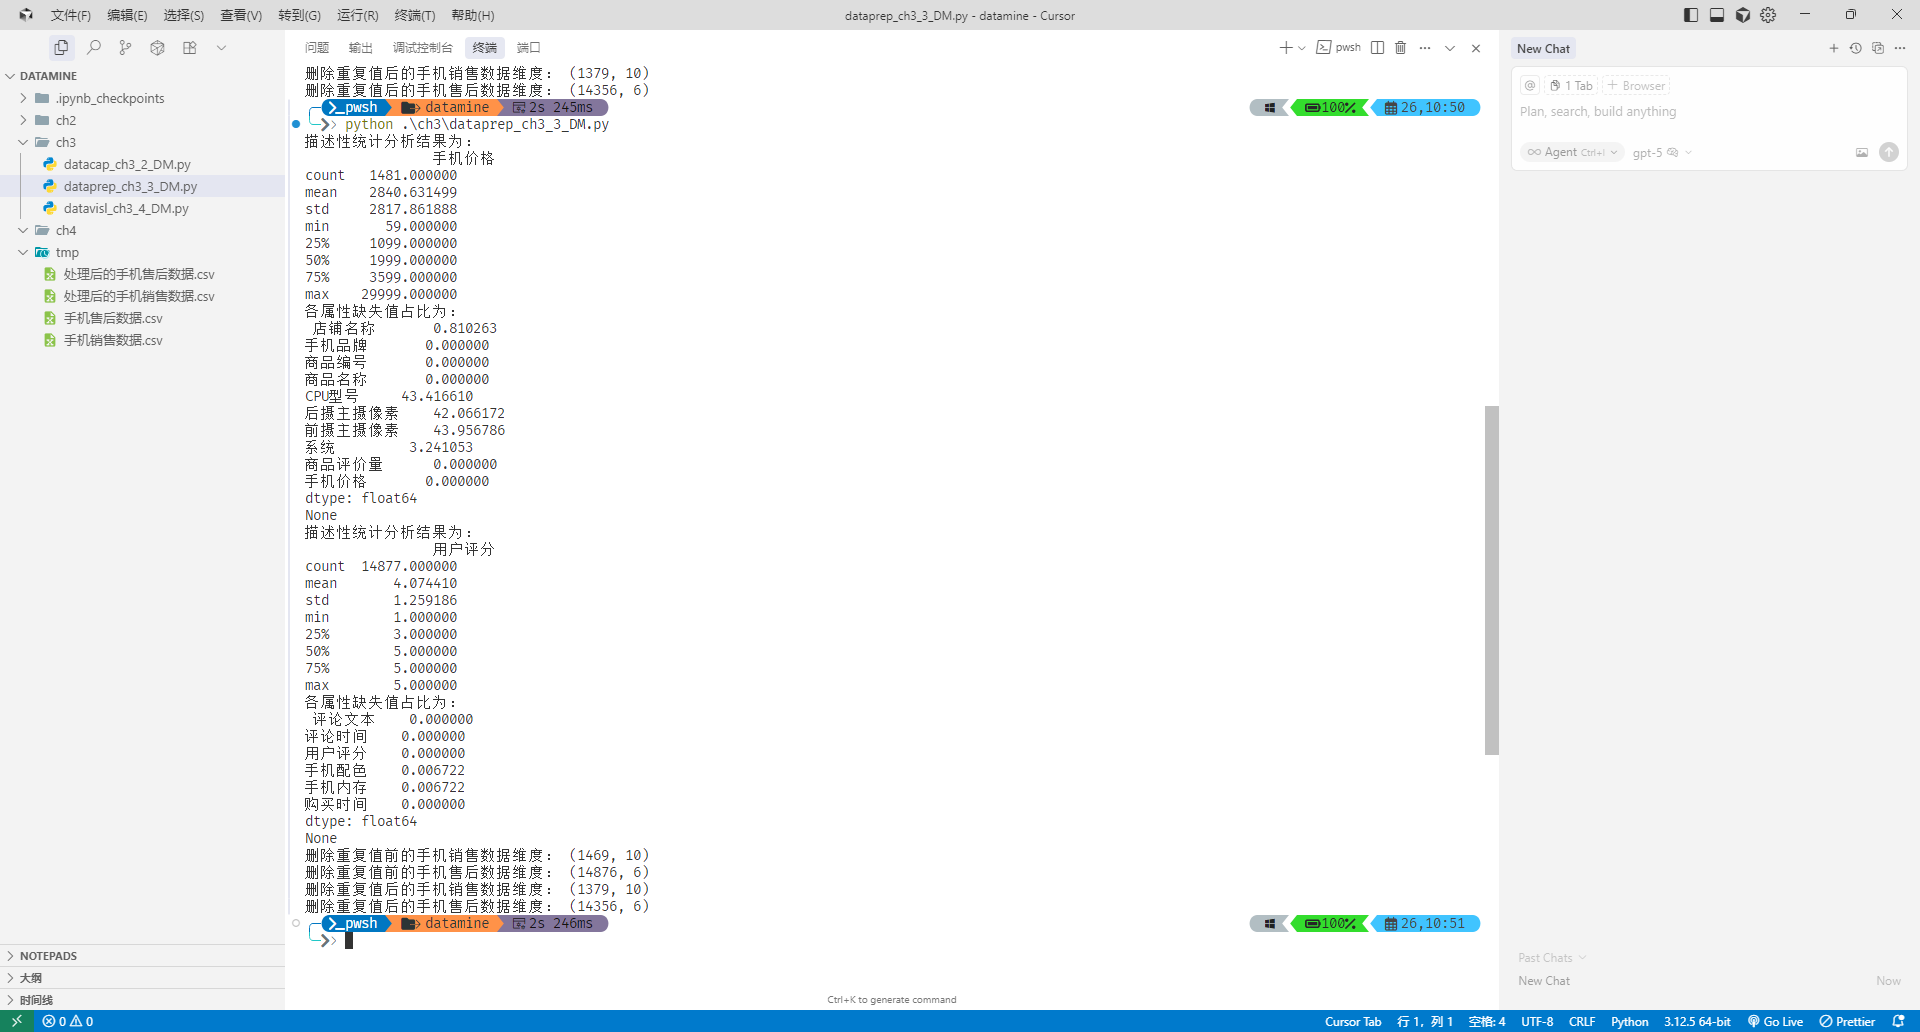 文件(F) 编辑(E) 选择(S) 查看(V) 转到(G) 运行(R) 终端(T) 帮助(H)
dataprep_ch3_3_DM.py - datamine - Cursor
DATAMINE
.ipynb_checkpoints
ch2
ch3
datacap_ch3_2_DM.py
dataprep_ch3_3_DM.py
datavisl_ch3_4_DM.py
ch4
tmp
处理后的手机售后数据.csv
处理后的手机销售数据.csv
手机售后数据.csv
手机销售数据.csv
NOTEPADS
大纲
时间线
问题 输出 调试控制台 终端 端口
pwsh
删除重复值后的手机销售数据维度: (1379, 10)
删除重复值后的手机售后数据维度: (14356, 6)
pwsh datamine 2s 245ms 100% 26,10:50
python .\ch3\dataprep_ch3_3_DM.py
描述性统计分析结果为:
手机价格
count 1481.000000
mean 2840.631499
std 2817.861888
min 59.000000
25% 1099.000000
50% 1999.000000
75% 3599.000000
max 29999.000000
各属性缺失值占比为:
店铺名称 0.810263
手机品牌 0.000000
商品编号 0.000000
商品名称 0.000000
CPU型号 43.416610
后摄主摄像素 42.066172
前摄主摄像素 43.956786
系统 3.241053
商品评价量 0.000000
手机价格 0.000000
dtype: float64
None
描述性统计分析结果为:
用户评分
count 14877.000000
mean 4.074410
std 1.259186
min 1.000000
25% 3.000000
50% 5.000000
75% 5.000000
max 5.000000
各属性缺失值占比为:
评论文本 0.000000
评论时间 0.000000
用户评分 0.000000
手机配色 0.006722
手机内存 0.006722
购买时间 0.000000
dtype: float64
None
删除重复值前的手机销售数据维度: (1469, 10)
删除重复值前的手机售后数据维度: (14876, 6)
删除重复值后的手机销售数据维度: (1379, 10)
删除重复值后的手机售后数据维度: (14356, 6)
pwsh datamine 2s 246ms 100% 26,10:51
Ctrl+K to generate command
New Chat
@ 1 Tab + Browser
Plan, search, build anything
Agent Ctrl+I gpt-5
Past Chats
New Chat Now
0 0
Cursor Tab 行 1, 列 1 空格: 4 UTF-8 CRLF Python 3.12.5 64-bit Go Live Prettier